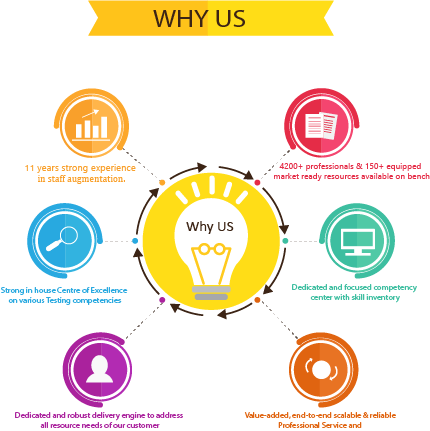 WHY US
11 years strong experience
in staff augmentation.
4200+ professionals & 150+ equipped
market ready resources available on bench
Why US
Strong in house Centre of Excellence
on various Testing competencies
Dedicated and focused competency
center with skill inventory
Dedicated and robust delivery engine to address
all resource needs of our customer
Value-added, end-to-end scalable & reliable
Professional Service and